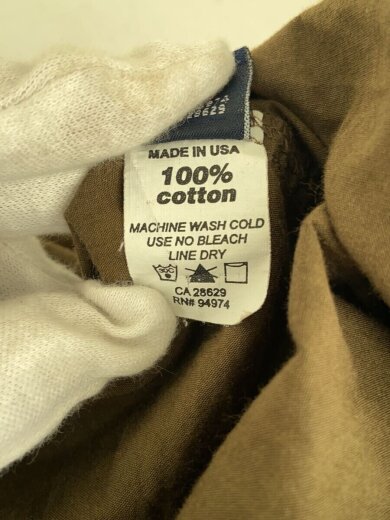 MADE IN USA
100%
cotton
MACHINE WASH COLD
USE NO BLEACH
LINE DRY
CA 28629
RN# 94974